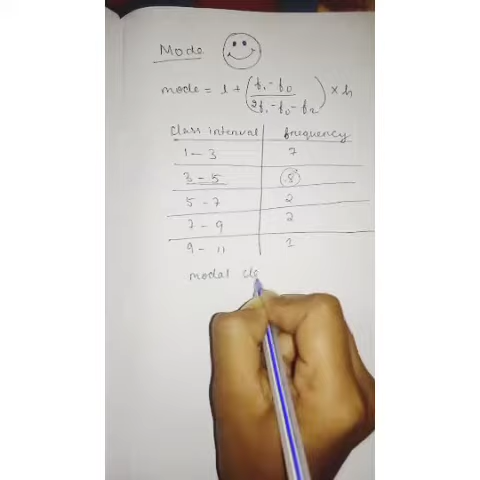 Mode
mode = l + (f₁ - f₀ / 2f₁ - f₀ - f₂) × h
class interval frequency
1 - 3 7
3 - 5 8
5 - 7 2
7 - 9 2
9 - 11 1
modal cla